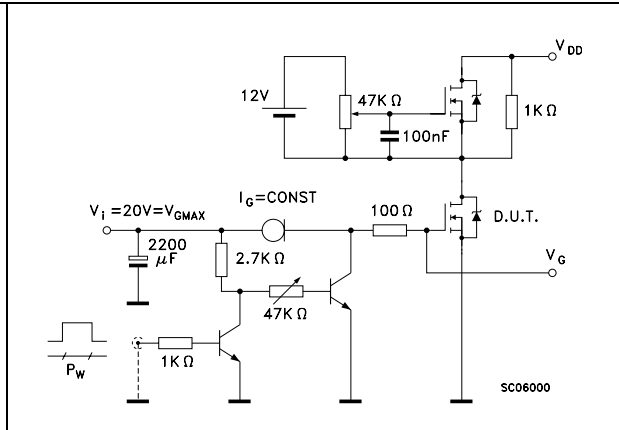 V_DD
12V
47K Ω
1K Ω
100nF
I_G=CONST
V_i =20V=V_GMAX
100 Ω
D.U.T.
2200
μF
2.7K Ω
V_G
47K Ω
1K Ω
P_W
SC06000